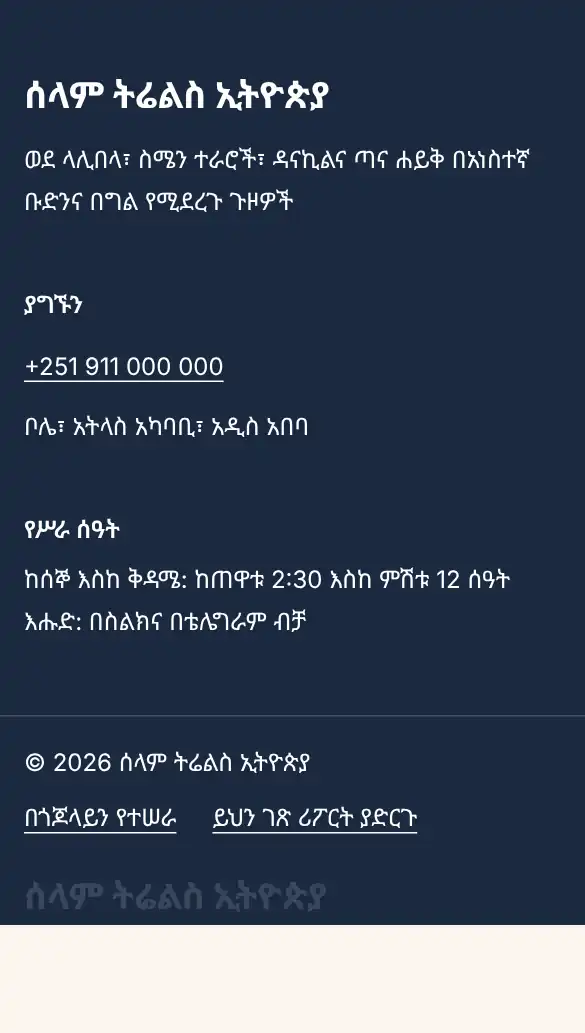 ሰላም ትሬልስ ኢትዮጵያ
ወደ ላሊበላ፣ ስሜን ተራሮች፣ ዳናኪልና ጣና ሐይቅ በአነስተኛ
ቡድንና በግል የሚደረጉ ጉዞዎች
ያግኙን
+251 911 000 000
ቦሌ፣ አትላስ አካባቢ፣ አዲስ አበባ
የሥራ ሰዓት
ከሰኞ እስከ ቅዳሜ: ከጠዋቱ 2:30 እስከ ምሽቱ 12 ሰዓት
እሑድ: በስልክና በቴሌግራም ብቻ
© 2026 ሰላም ትሬልስ ኢትዮጵያ
በጎጆላይን የተሠራ ይህን ገጽ ሪፖርት ያድርጉ
ሰላም ትሬልስ ኢትዮጵያ